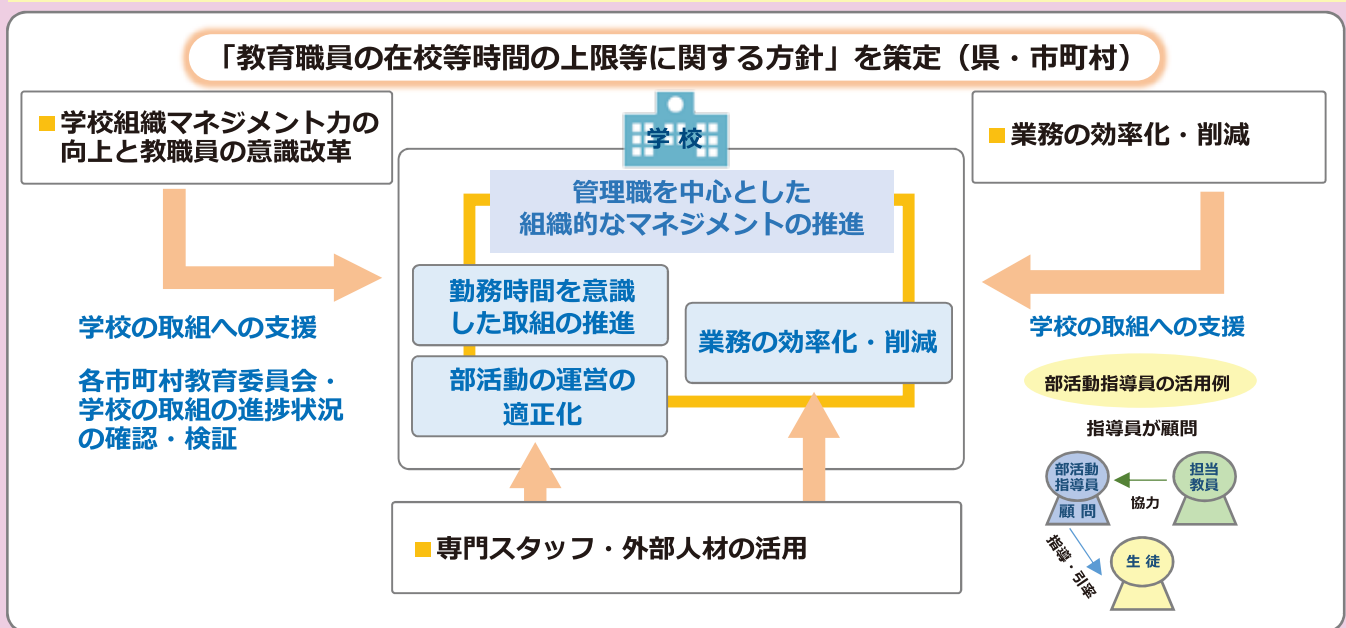 「教育職員の在校等時間の上限等に関する方針」を策定（県・市町村）
■学校組織マネジメント力の
向上と教職員の意識改革
学校
■業務の効率化・削減
管理職を中心とした
組織的なマネジメントの推進
勤務時間を意識
した取組の推進
業務の効率化・削減
部活動の運営の
適正化
学校の取組への支援
各市町村教育委員会・
学校の取組の進捗状況
の確認・検証
学校の取組への支援
部活動指導員の活用例
指導員が顧問
部活動
指導員
顧問
協力
担当
教員
指導・引率
生徒
■専門スタッフ・外部人材の活用